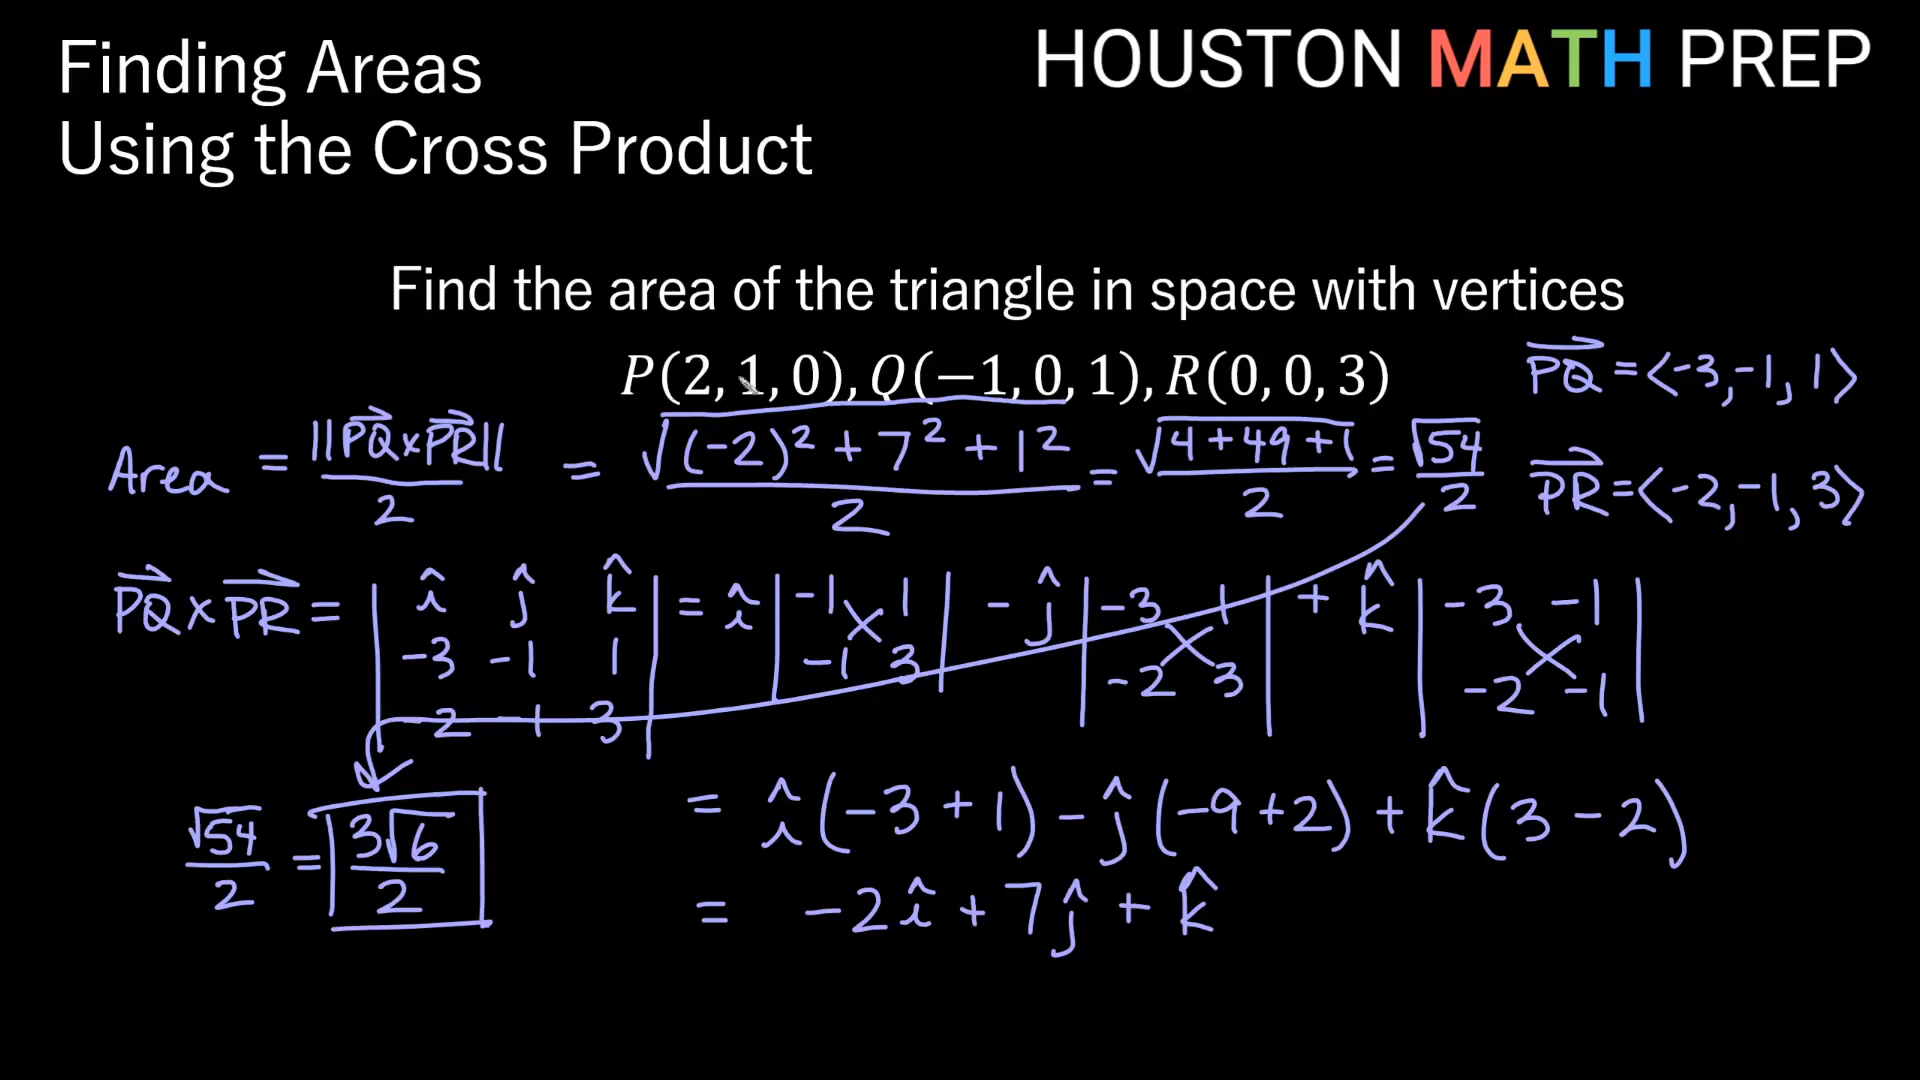 Finding Areas
Using the Cross Product
HOUSTON MATH PREP
Find the area of the triangle in space with vertices
P(2, 1, 0), Q(−1, 0, 1), R(0, 0, 3)
PQ⃗ = ⟨-3, -1, 1⟩
PR⃗ = ⟨-2, -1, 3⟩
Area = ||PQ⃗ × PR⃗|| / 2 = √((-2)² + 7² + 1²) / 2 = √(4 + 49 + 1) / 2 = √54 / 2
PQ⃗ × PR⃗ = | î ĵ k̂ | = î | -1 1 | - ĵ | -3 1 | + k̂ | -3 -1 |
-3 -1 1 -1 3 -2 3 -2 -1
-2 -1 3
= î(-3 + 1) - ĵ(-9 + 2) + k̂(3 - 2)
= -2î + 7ĵ + k̂
√54 / 2 = 3√6 / 2